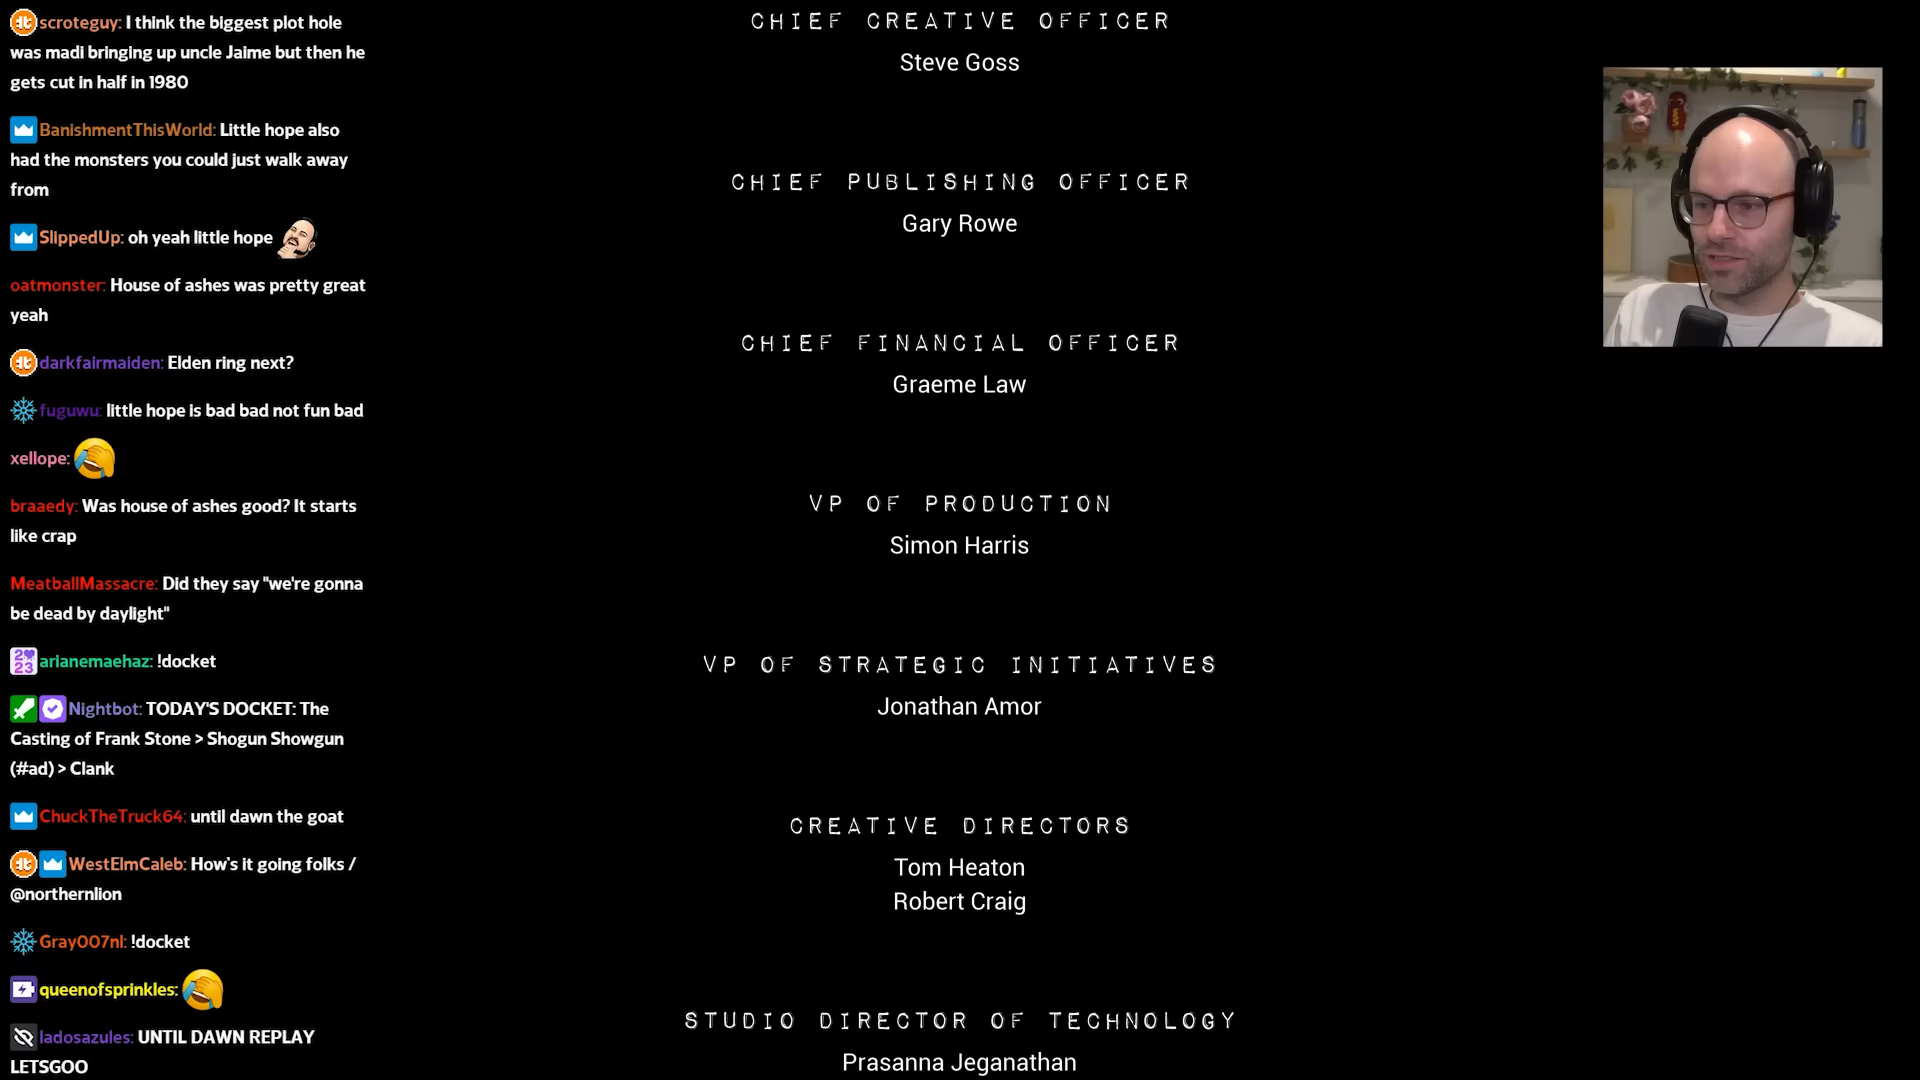 scroteguy: I think the biggest plot hole
was madi bringing up uncle Jaime but then he
gets cut in half in 1980
BanishmentThisWorld: Little hope also
had the monsters you could just walk away
from
SlippedUp: oh yeah little hope
oatmonster: House of ashes was pretty great
yeah
darkfairmaiden: Elden ring next?
fuguwu: little hope is bad bad not fun bad
xellope:
braaedy: Was house of ashes good? It starts
like crap
MeatballMassacre: Did they say "we're gonna
be dead by daylight"
2023
arianemaehaz: !docket
Nightbot: TODAY'S DOCKET: The
Casting of Frank Stone > Shogun Showgun
(#ad) > Clank
ChuckTheTruck64: until dawn the goat
WestElmCaleb: How's it going folks /
@northernlion
Gray007nl: !docket
queenofsprinkles:
ladosazules: UNTIL DAWN REPLAY
LETSGOO
CHIEF CREATIVE OFFICER
Steve Goss
CHIEF PUBLISHING OFFICER
Gary Rowe
CHIEF FINANCIAL OFFICER
Graeme Law
VP OF PRODUCTION
Simon Harris
VP OF STRATEGIC INITIATIVES
Jonathan Amor
CREATIVE DIRECTORS
Tom Heaton
Robert Craig
STUDIO DIRECTOR OF TECHNOLOGY
Prasanna Jeganathan